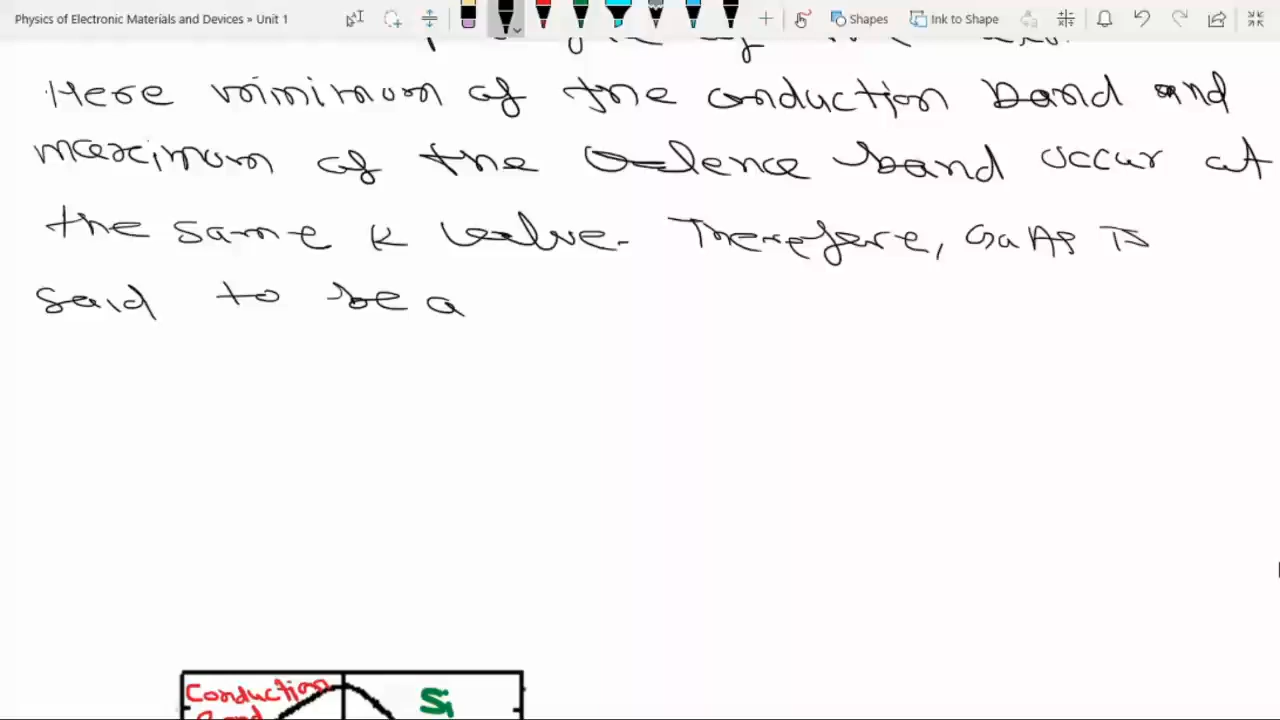 Physics of Electronic Materials and Devices » Unit 1
Shapes
Ink to Shape
Here minimum of the conduction band and
maximum of the valence band occur at
the same k value. Therefore, GaAs is
said to be a
Conduction
Band
Si